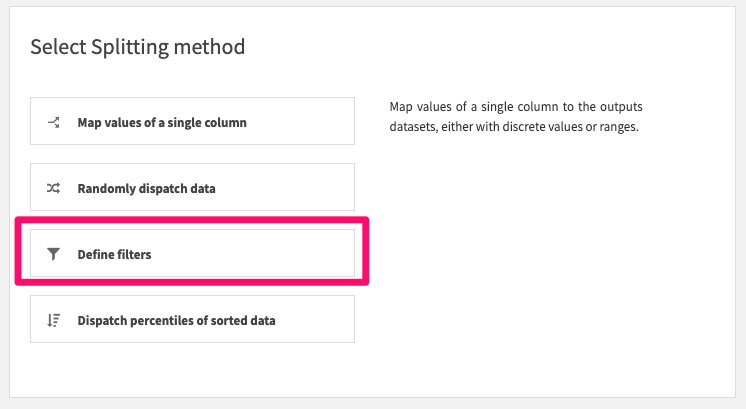 Select Splitting method
Map values of a single column
Map values of a single column to the outputs
datasets, either with discrete values or ranges.
Randomly dispatch data
Define filters
Dispatch percentiles of sorted data